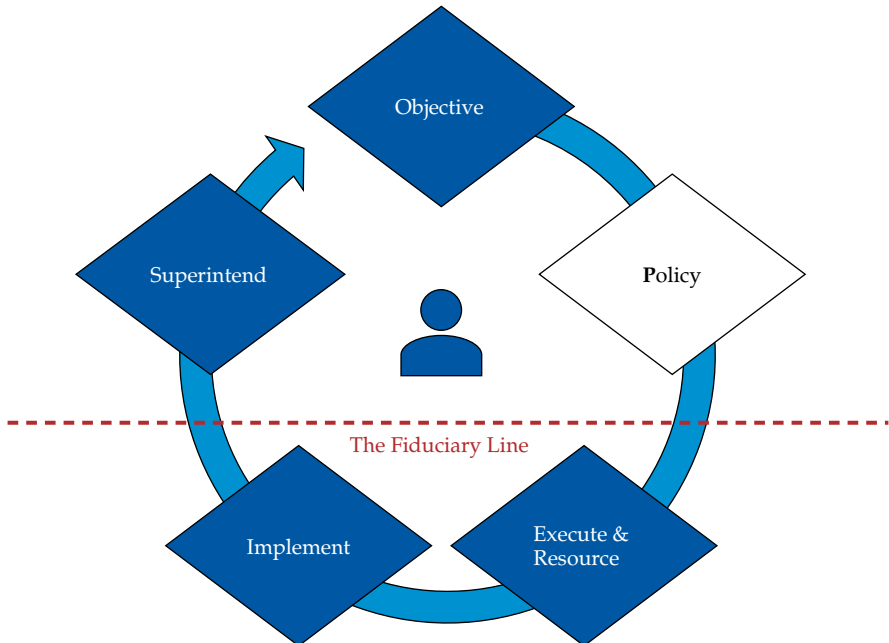 Objective
Superintend
Policy
The Fiduciary Line
Implement
Execute &
Resource